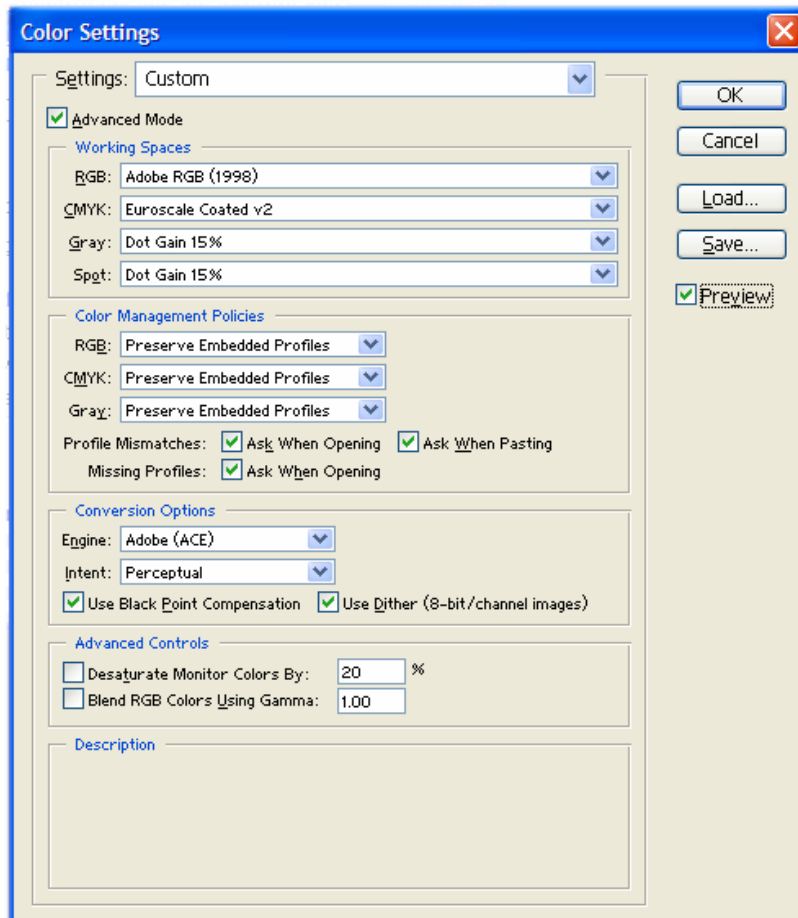 Color Settings
Settings: Custom
OK
Advanced Mode
Cancel
Working Spaces
RGB: Adobe RGB (1998)
Load...
CMYK: Euroscale Coated v2
Gray: Dot Gain 15%
Save...
Spot: Dot Gain 15%
Preview
Color Management Policies
RGB: Preserve Embedded Profiles
CMYK: Preserve Embedded Profiles
Gray: Preserve Embedded Profiles
Profile Mismatches: Ask When Opening Ask When Pasting
Missing Profiles: Ask When Opening
Conversion Options
Engine: Adobe (ACE)
Intent: Perceptual
Use Black Point Compensation Use Dither (8-bit/channel images)
Advanced Controls
Desaturate Monitor Colors By: 20 %
Blend RGB Colors Using Gamma: 1.00
Description